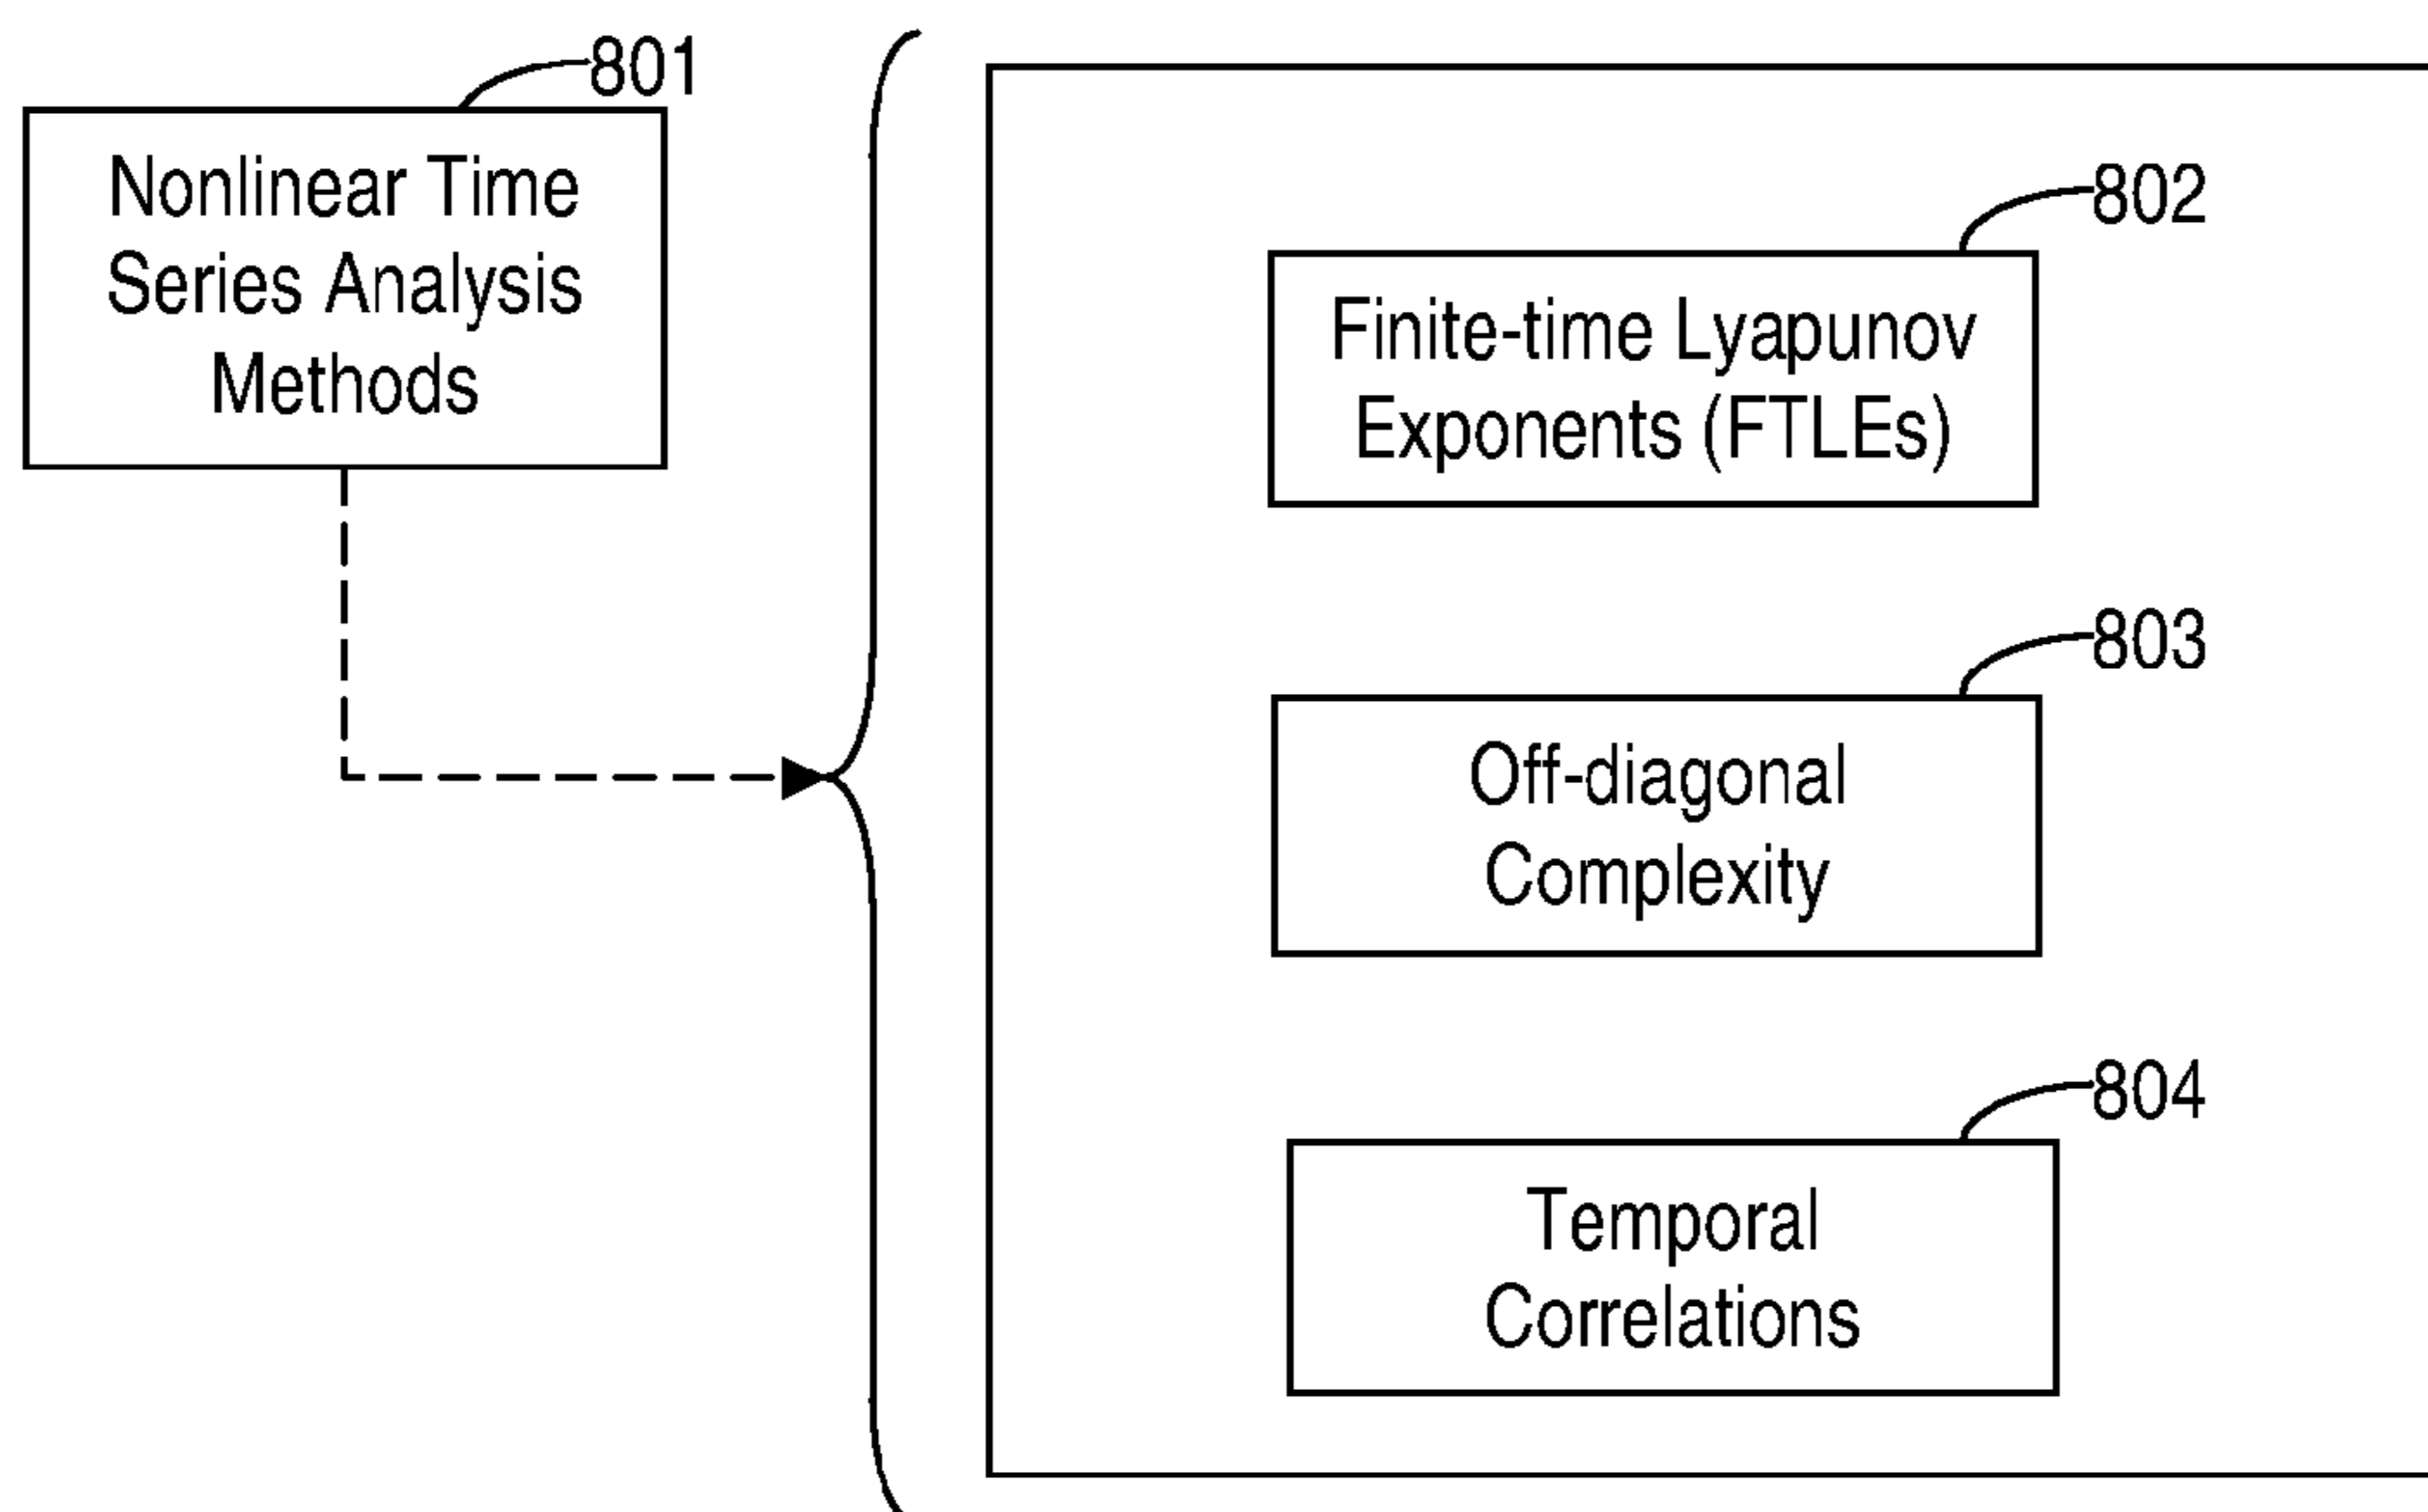 801
Nonlinear Time
Series Analysis
Methods
802
Finite-time Lyapunov
Exponents (FTLEs)
803
Off-diagonal
Complexity
804
Temporal
Correlations